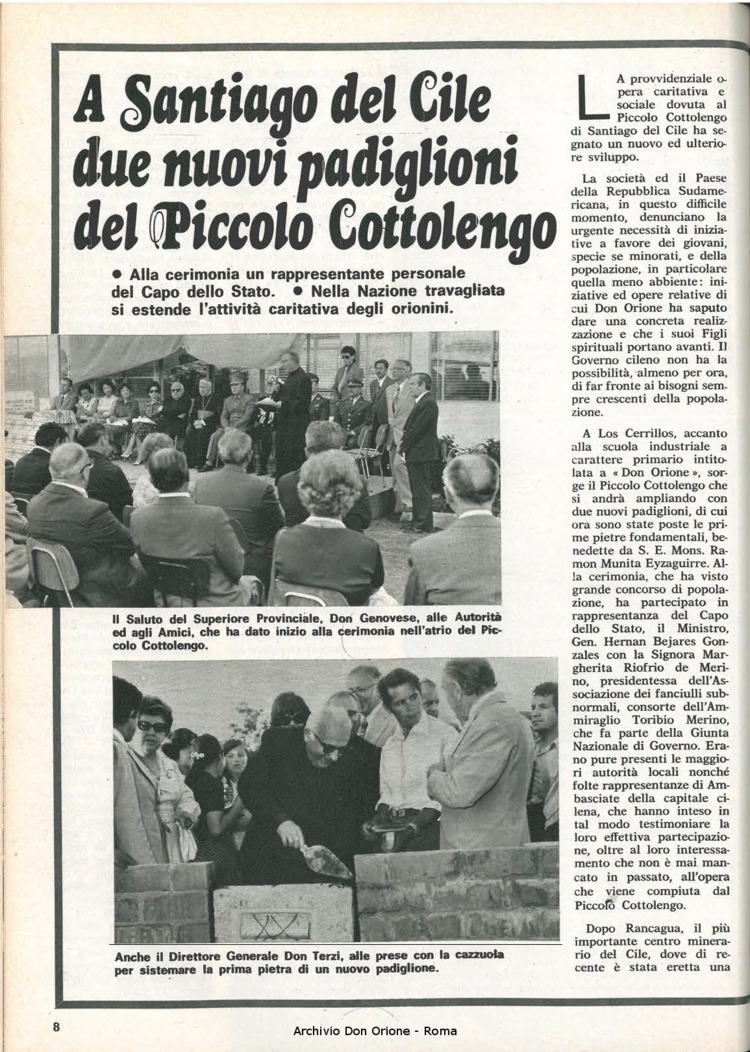 A Santiago del Cile
due nuovi padiglioni
del Piccolo Cottolengo
● Alla cerimonia un rappresentante personale
del Capo dello Stato. ● Nella Nazione travagliata
si estende l'attività caritativa degli orionini.
Il Saluto del Superiore Provinciale, Don Genovese, alle Autorità
ed agli Amici, che ha dato inizio alla cerimonia nell'atrio del Pic-
colo Cottolengo.
XX
Anche il Direttore Generale Don Terzi, alle prese con la cazzuola
per sistemare la prima pietra di un nuovo padiglione.
LA provvidenziale o-
pera caritativa e
sociale dovuta al
Piccolo Cottolengo
di Santiago del Cile ha se-
gnato un nuovo ed ulterio-
re sviluppo.
La società ed il Paese
della Repubblica Sudame-
ricana, in questo difficile
momento, denunciano la
urgente necessità di inizia-
tive a favore dei giovani,
specie se minorati, e della
popolazione, in particolare
quella meno abbiente: ini-
ziative ed opere relative di
cui Don Orione ha saputo
dare una concreta realiz-
zazione e che i suoi Figli
spirituali portano avanti. Il
Governo cileno non ha la
possibilità, almeno per ora,
di far fronte ai bisogni sem-
pre crescenti della popola-
zione.
A Los Cerrillos, accanto
alla scuola industriale a
carattere primario intito-
lata a « Don Orione », sor-
ge il Piccolo Cottolengo che
si andrà ampliando con
due nuovi padiglioni, di cui
ora sono state poste le pri-
me pietre fondamentali, be-
nedette da S. E. Mons. Ra-
mon Munita Eyzaguirre. Al-
la cerimonia, che ha visto
grande concorso di popola-
zione, ha partecipato in
rappresentanza del Capo
dello Stato, il Ministro,
Gen. Hernan Bejares Gon-
zales con la Signora Mar-
gherita Riofrio de Meri-
no, presidentessa dell'As-
sociazione dei fanciulli sub-
normali, consorte dell'Am-
miraglio Toribio Merino,
che fa parte della Giunta
Nazionale di Governo. Era-
no pure presenti le maggio-
ri autorità locali nonché
folte rappresentanze di Am-
basciate della capitale ci-
lena, che hanno inteso in
tal modo testimoniare la
loro effettiva partecipazio-
ne, oltre al loro interessa-
mento che non è mai man-
cato in passato, all'opera
che viene compiuta dal
Piccolo Cottolengo.
Dopo Rancagua, il più
importante centro minera-
rio del Cile, dove di re-
cente è stata eretta una
8
Archivio Don Orione - Roma